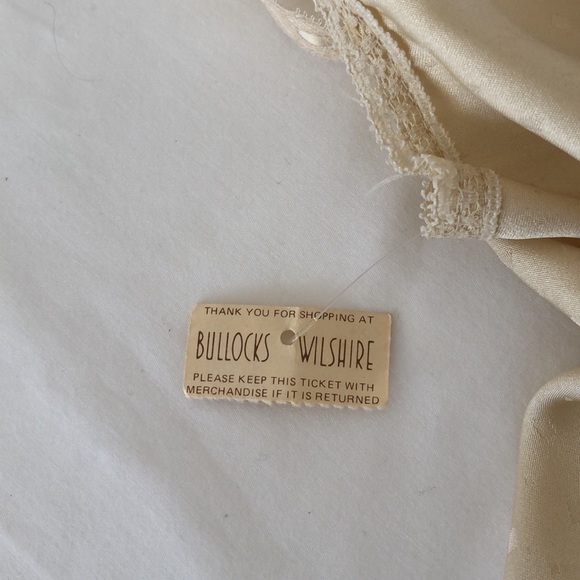 THANK YOU FOR SHOPPING AT
BULLOCKS WILSHIRE
PLEASE KEEP THIS TICKET WITH
MERCHANDISE IF IT IS RETURNED